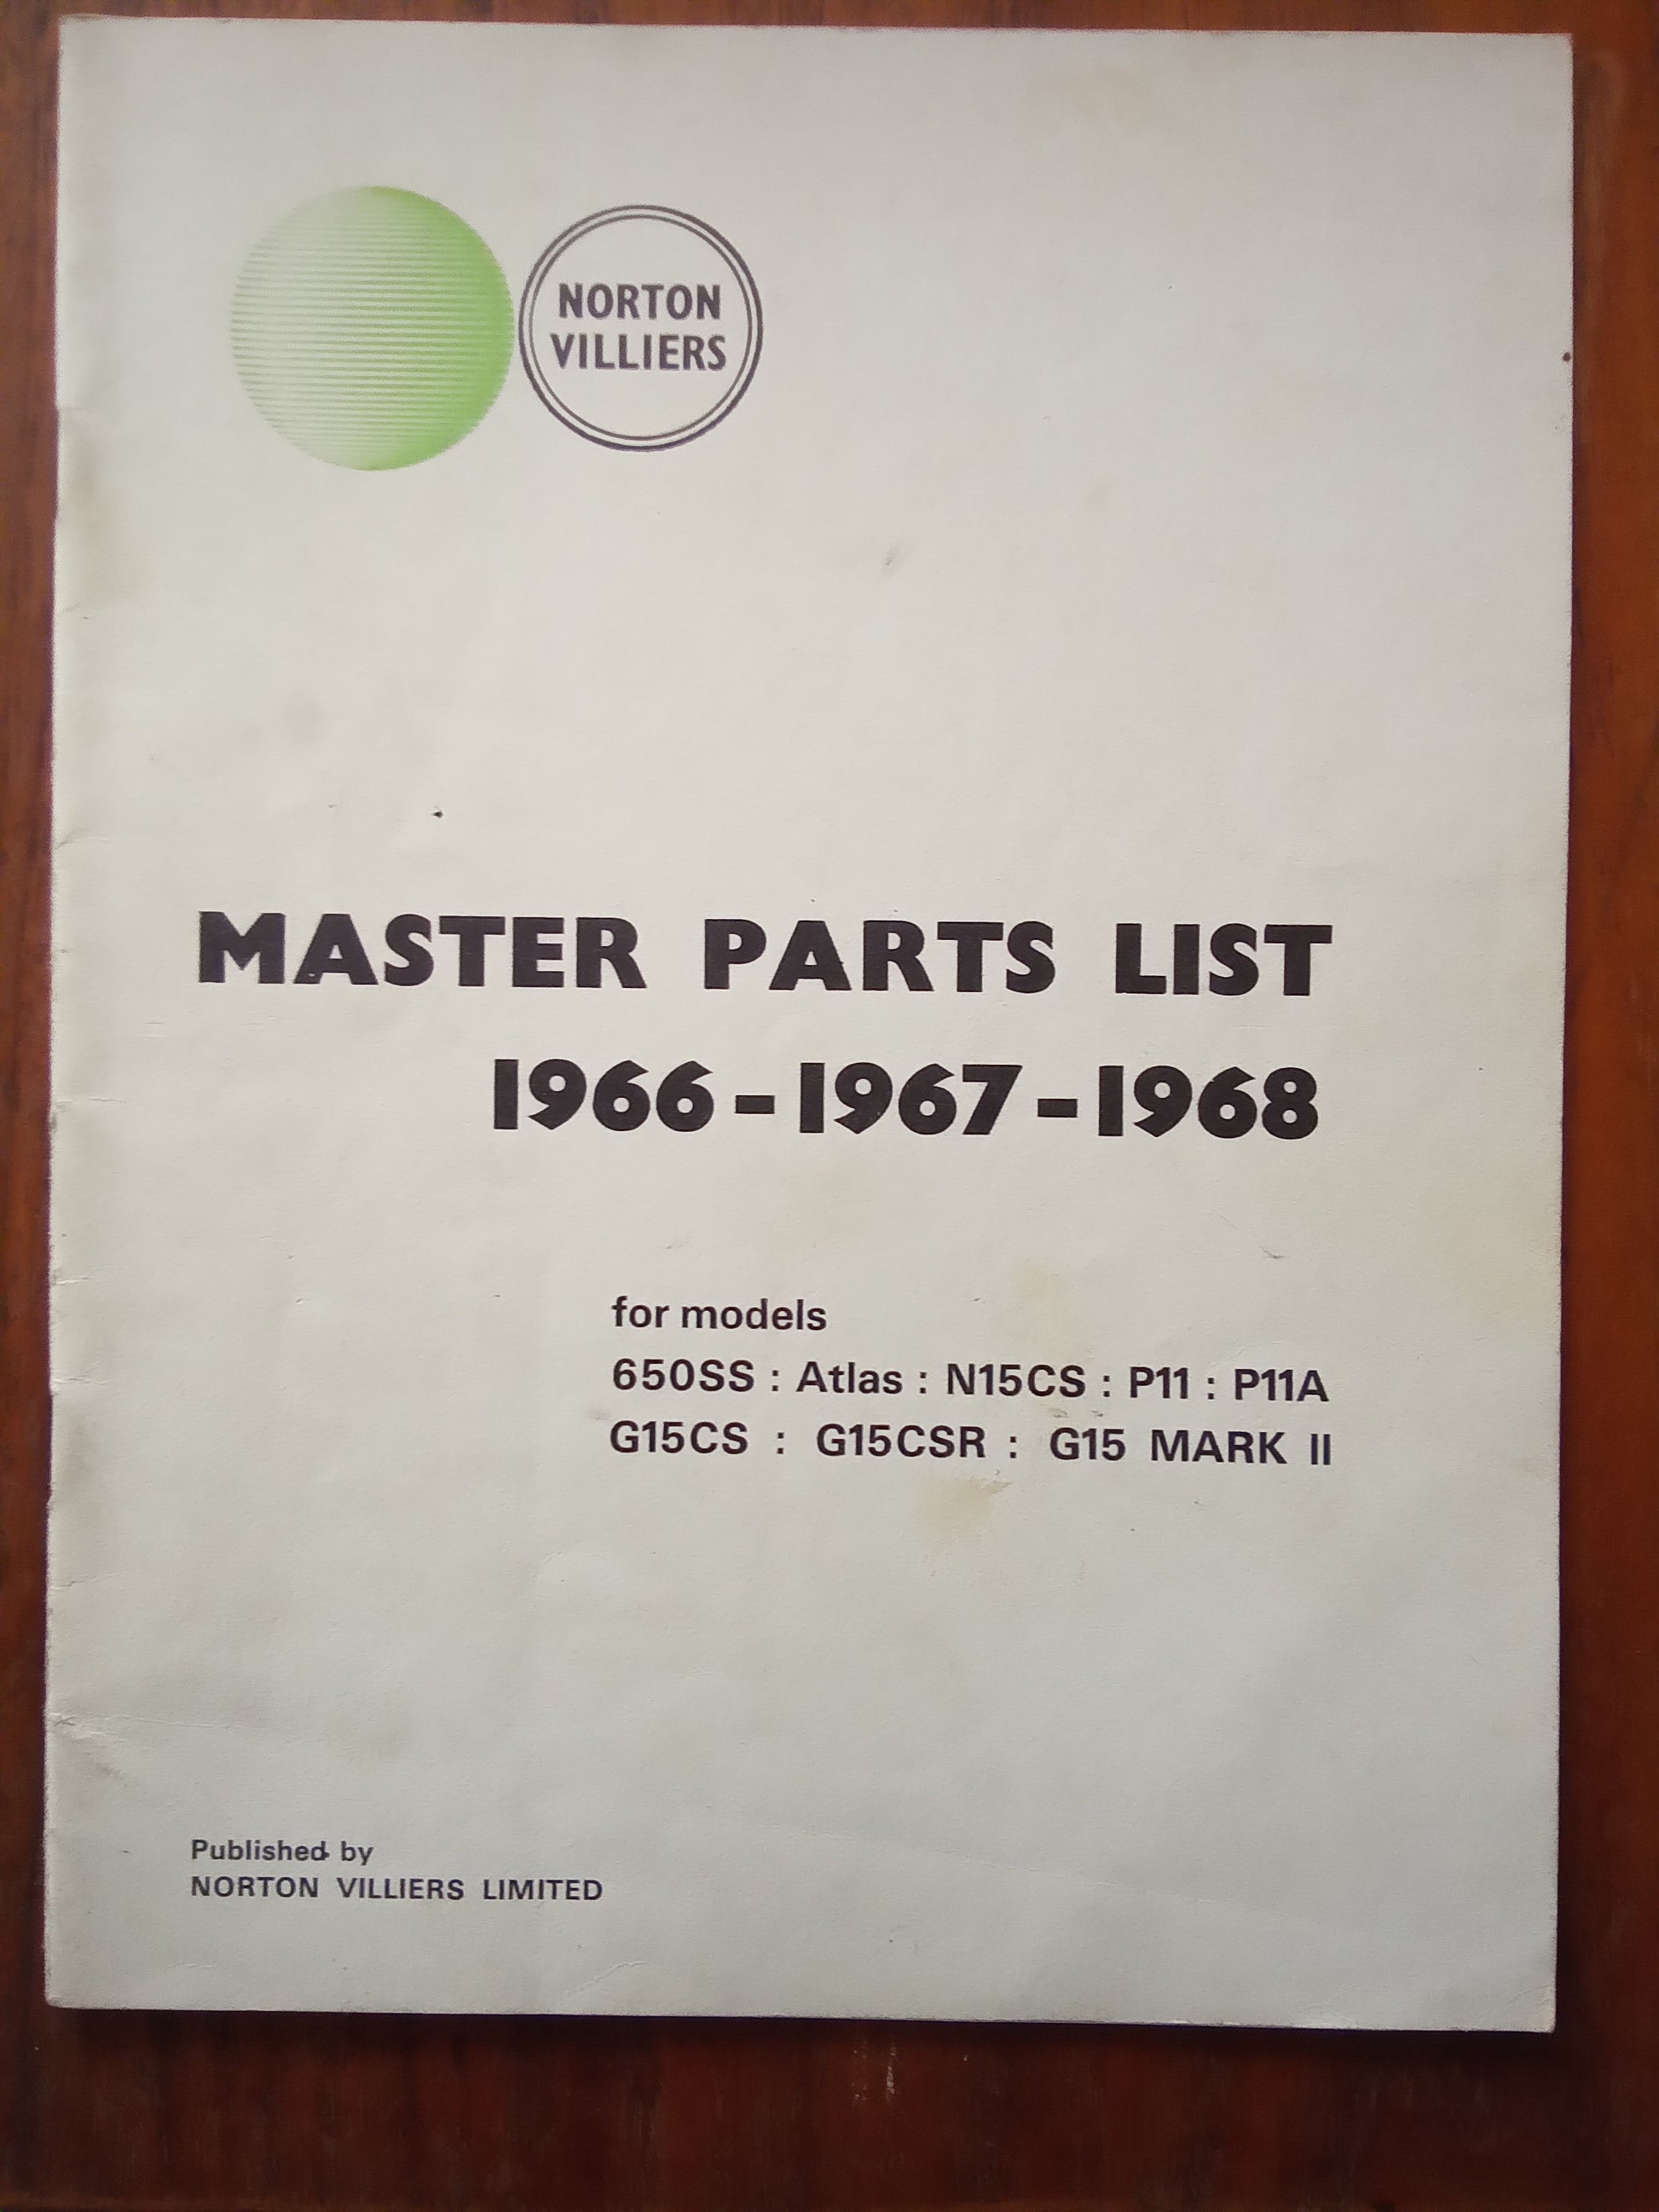 NORTON
VILLIERS
MASTER PARTS LIST
1966-1967-1968
for models
650SS : Atlas : N15CS : P11 : P11A
G15CS : G15CSR : G15 MARK II
Published by
NORTON VILLIERS LIMITED